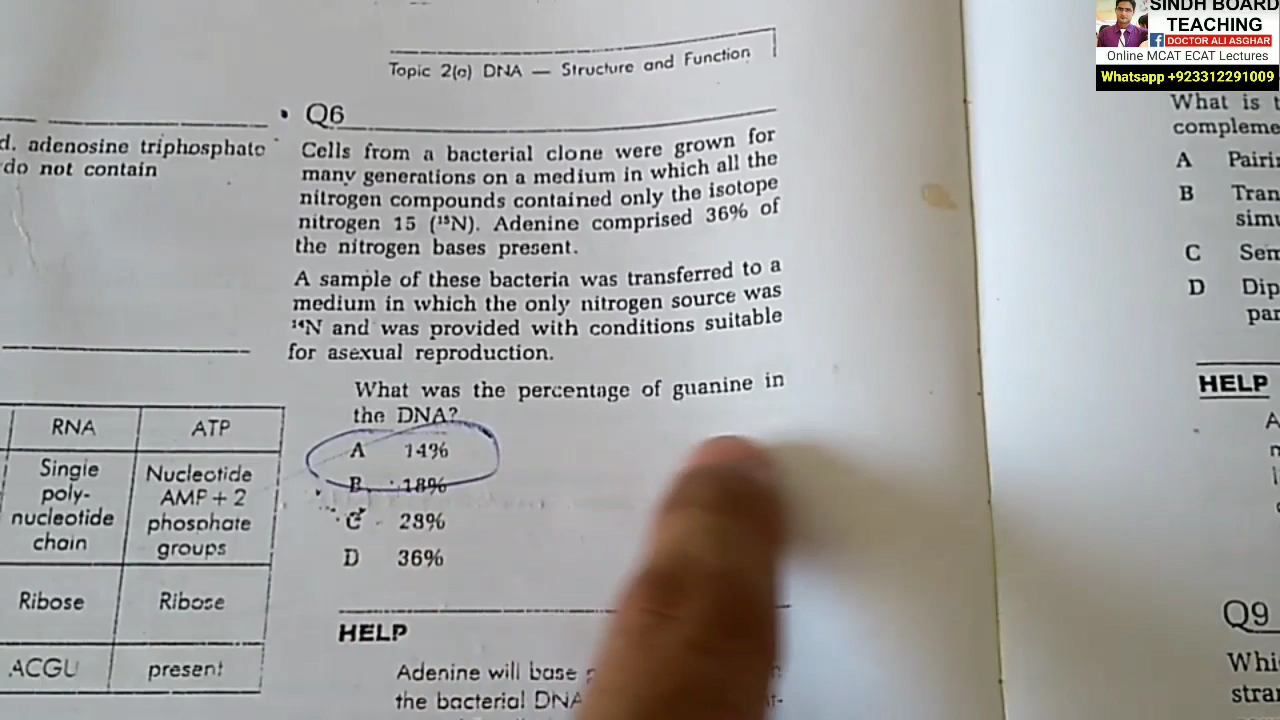 SINDH BOARD
TEACHING
DOCTOR ALI ASGHAR
Online MCAT ECAT Lectures
Whatsapp +923312291009
Topic 2(a) DNA — Structure and Function
d. adenosine triphosphate
do not contain
RNA ATP
Single
poly-
nucleotide
chain
Nucleotide
AMP + 2
phosphate
groups
Ribose Ribose
ACGU present
Q6
Cells from a bacterial clone were grown for
many generations on a medium in which all the
nitrogen compounds contained only the isotope
nitrogen 15 (¹⁵N). Adenine comprised 36% of
the nitrogen bases present.
A sample of these bacteria was transferred to a
medium in which the only nitrogen source was
¹⁴N and was provided with conditions suitable
for asexual reproduction.
What was the percentage of guanine in
the DNA?
A 14%
B 18%
C 28%
D 36%
HELP
Adenine will base
the bacterial DNA
What is
A
B
C
D
HELP
Q9